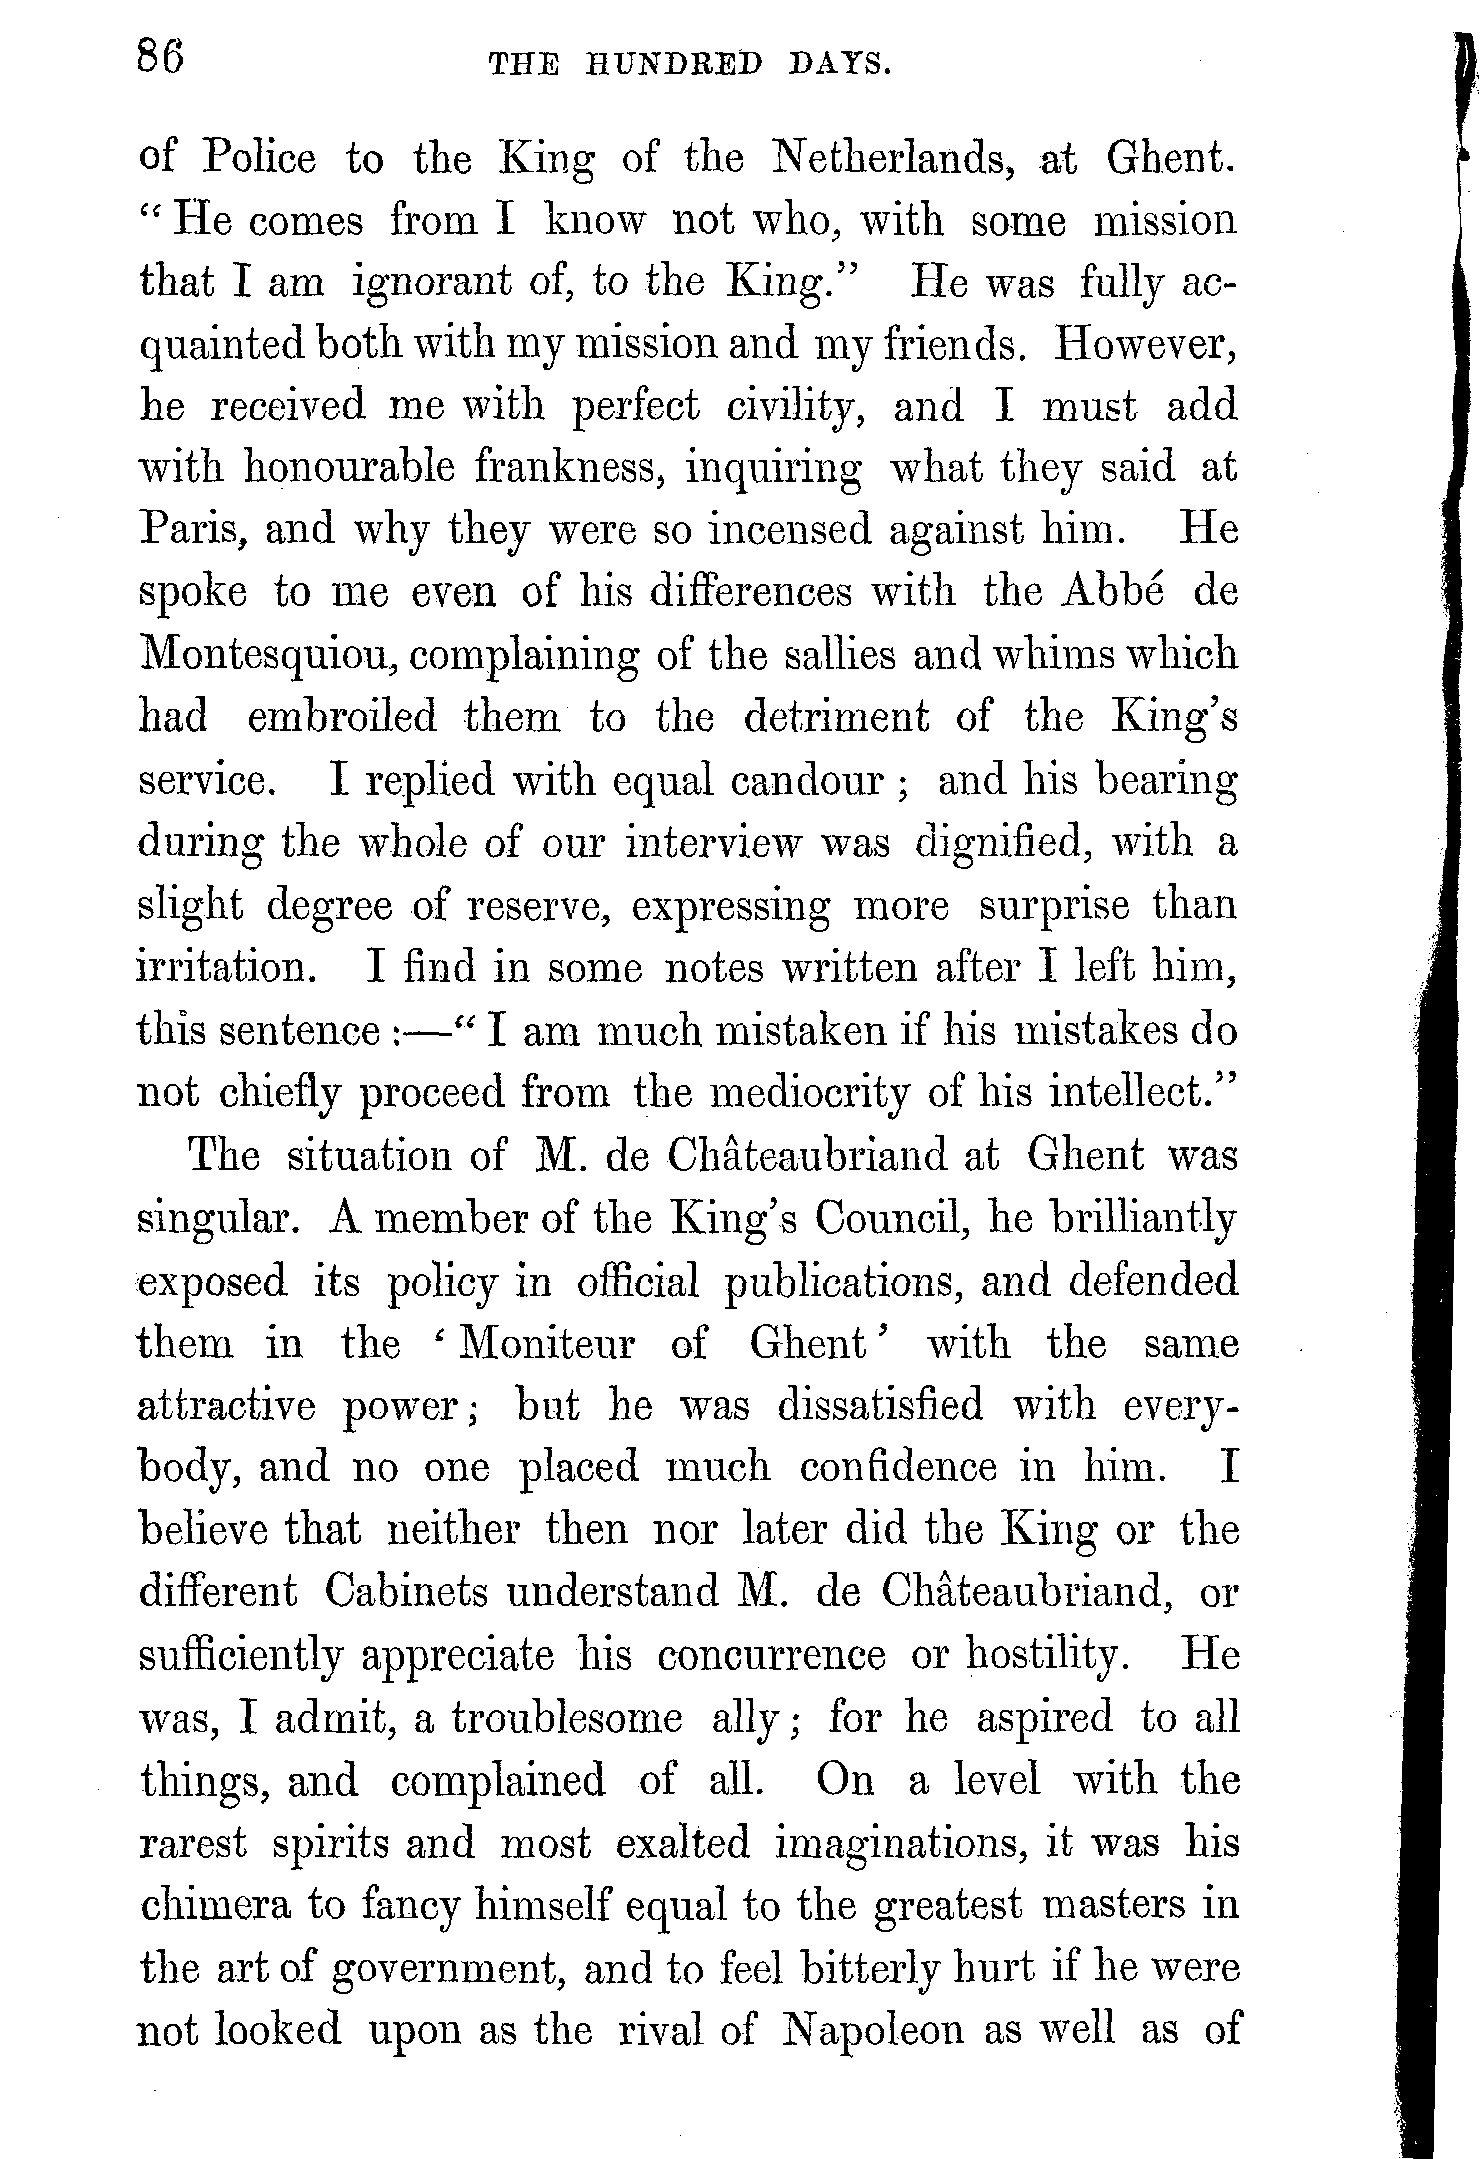 86 THE HUNDRED DAYS.
of Police to the King of the Netherlands, at Ghent.
“ He comes from I know not who, with some mission
that I am ignorant of, to the King.” He was fully ac-
quainted both with my mission and my friends. However,
he received me with perfect civility, and I must add
with honourable frankness, inquiring what they said at
Paris, and why they were so incensed against him. He
spoke to me even of his differences with the Abbé de
Montesquiou, complaining of the sallies and whims which
had embroiled them to the detriment of the King’s
service. I replied with equal candour ; and his bearing
during the whole of our interview was dignified, with a
slight degree of reserve, expressing more surprise than
irritation. I find in some notes written after I left him,
this sentence :—“ I am much mistaken if his mistakes do
not chiefly proceed from the mediocrity of his intellect.”
The situation of M. de Châteaubriand at Ghent was
singular. A member of the King’s Council, he brilliantly
exposed its policy in official publications, and defended
them in the ‘ Moniteur of Ghent ’ with the same
attractive power ; but he was dissatisfied with every-
body, and no one placed much confidence in him. I
believe that neither then nor later did the King or the
different Cabinets understand M. de Châteaubriand, or
sufficiently appreciate his concurrence or hostility. He
was, I admit, a troublesome ally ; for he aspired to all
things, and complained of all. On a level with the
rarest spirits and most exalted imaginations, it was his
chimera to fancy himself equal to the greatest masters in
the art of government, and to feel bitterly hurt if he were
not looked upon as the rival of Napoleon as well as of